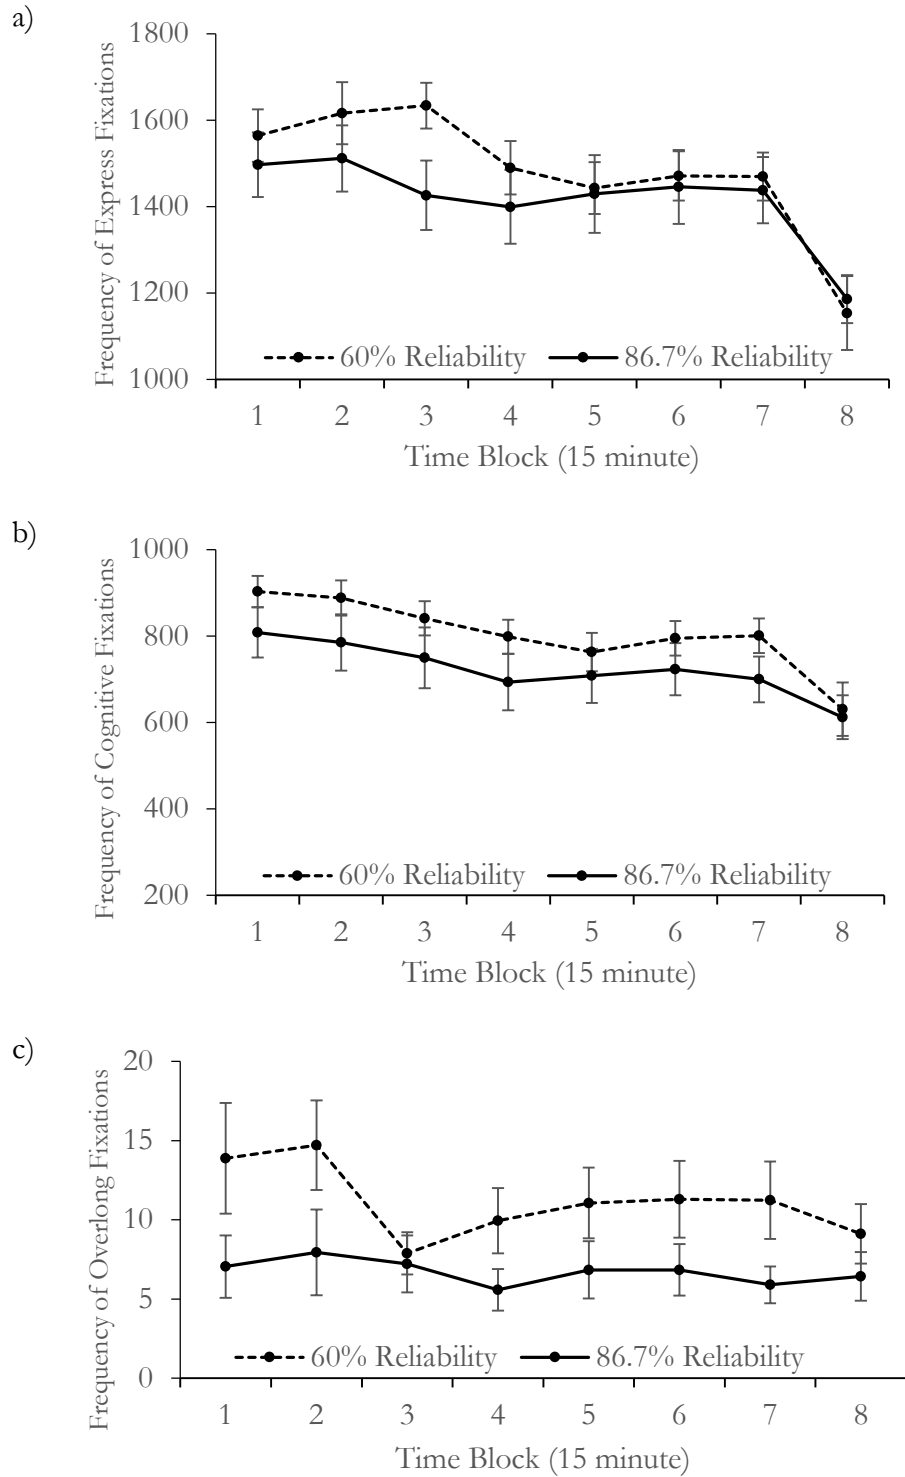 a)
Frequency of Express Fixations
1800
1600
1400
1200
1000
60% Reliability 86.7% Reliability
1 2 3 4 5 6 7 8
Time Block (15 minute)
b)
Frequency of Cognitive Fixations
1000
800
600
400
200
60% Reliability 86.7% Reliability
1 2 3 4 5 6 7 8
Time Block (15 minute)
c)
Frequency of Overlong Fixations
20
15
10
5
0
60% Reliability 86.7% Reliability
1 2 3 4 5 6 7 8
Time Block (15 minute)